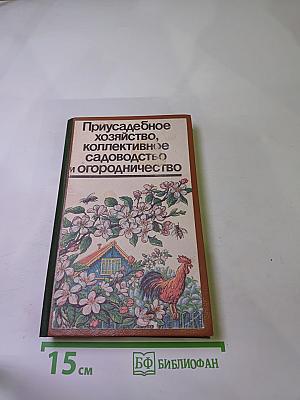 Приусадебное
хозяйство,
коллективное
садоводство
и огородничество
15 см
БФ БИБЛИОФАН